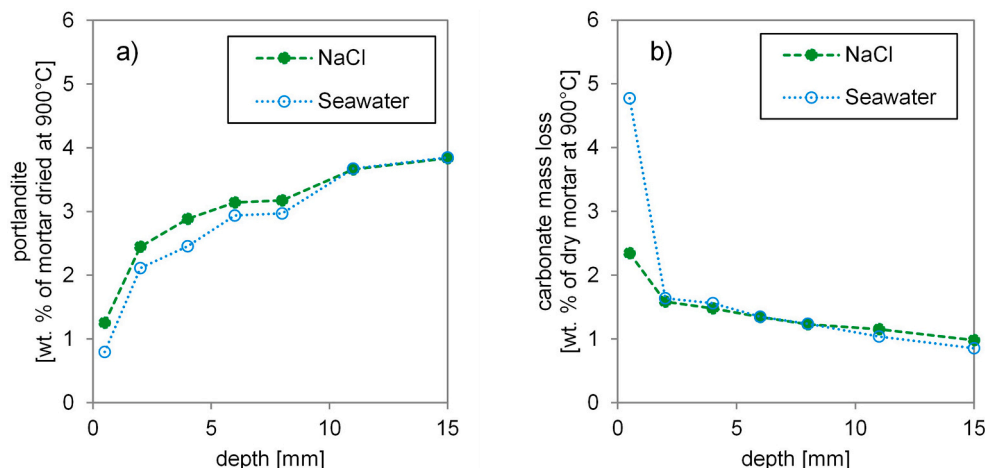 a)
NaCl
Seawater
portlandite
[wt. % of mortar dried at 900°C]
6
5
4
3
2
1
0
0 5 10 15
depth [mm]
b)
NaCl
Seawater
carbonate mass loss
[wt. % of dry mortar at 900°C]
6
5
4
3
2
1
0
0 5 10 15
depth [mm]